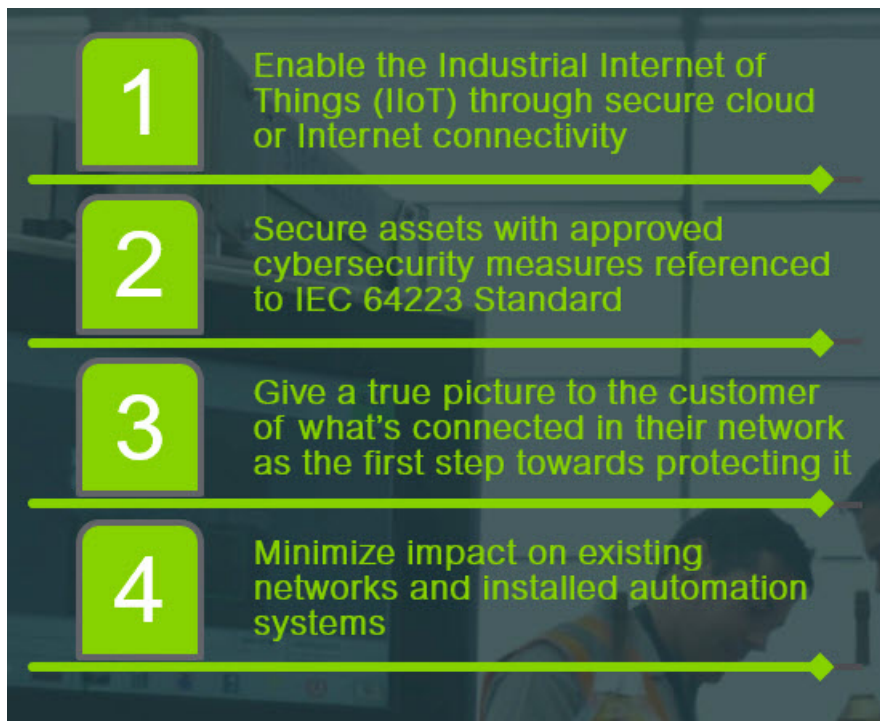 1
Enable the Industrial Internet of
Things (IIoT) through secure cloud
or Internet connectivity
2
Secure assets with approved
cybersecurity measures referenced
to IEC 64223 Standard
3
Give a true picture to the customer
of what's connected in their network
as the first step towards protecting it
4
Minimize impact on existing
networks and installed automation
systems